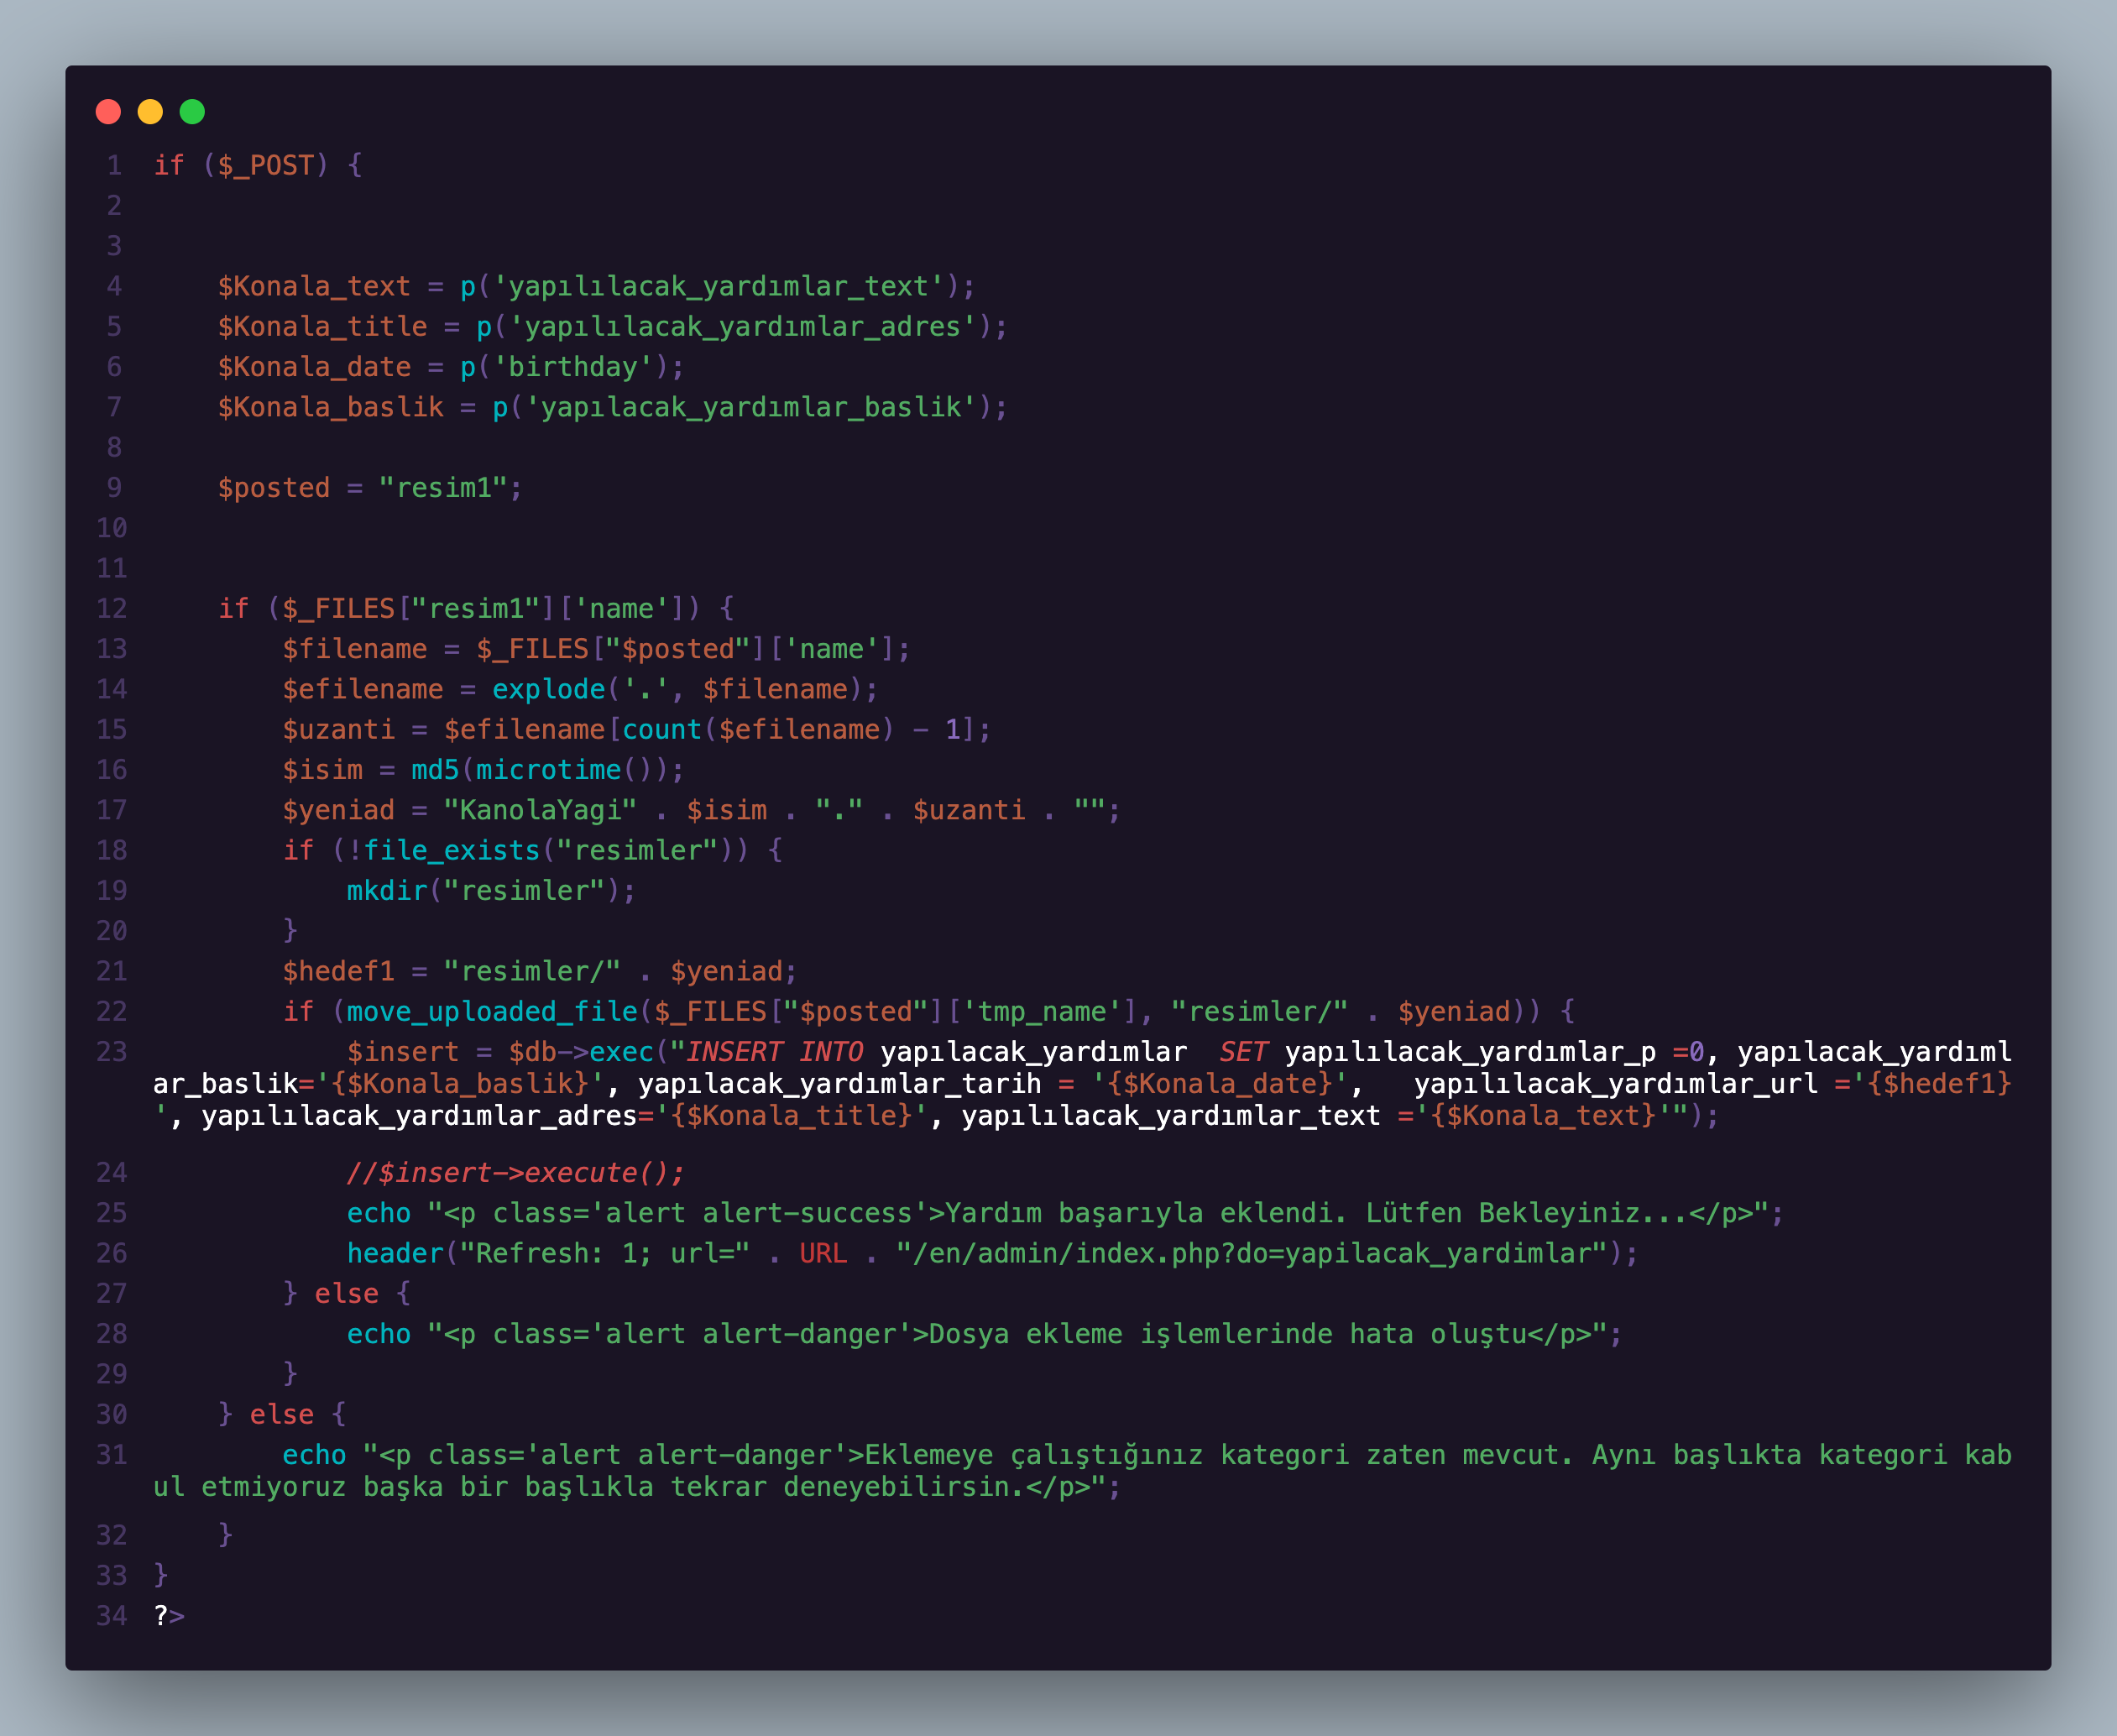 1 if ($_POST) {
2
3
4     $Konala_text = p('yapılılacak_yardımlar_text');
5     $Konala_title = p('yapılılacak_yardımlar_adres');
6     $Konala_date = p('birthday');
7     $Konala_baslik = p('yapılacak_yardımlar_baslik');
8
9     $posted = "resim1";
10
11
12     if ($_FILES["resim1"]['name']) {
13         $filename = $_FILES["$posted"]['name'];
14         $efilename = explode('.', $filename);
15         $uzanti = $efilename[count($efilename) - 1];
16         $isim = md5(microtime());
17         $yeniad = "KanolaYagi" . $isim . "." . $uzanti . "";
18         if (!file_exists("resimler")) {
19             mkdir("resimler");
20         }
21         $hedef1 = "resimler/" . $yeniad;
22         if (move_uploaded_file($_FILES["$posted"]['tmp_name'], "resimler/" . $yeniad)) {
23             $insert = $db->exec("INSERT INTO yapılacak_yardımlar  SET yapılılacak_yardımlar_p =0, yapılacak_yardıml
ar_baslik='{$Konala_baslik}', yapılacak_yardımlar_tarih = '{$Konala_date}',   yapılılacak_yardımlar_url ='{$hedef1}
', yapılılacak_yardımlar_adres='{$Konala_title}', yapılılacak_yardımlar_text ='{$Konala_text}'");
24             //$insert->execute();
25             echo "<p class='alert alert-success'>Yardım başarıyla eklendi. Lütfen Bekleyiniz...</p>";
26             header("Refresh: 1; url=" . URL . "/en/admin/index.php?do=yapilacak_yardimlar");
27         } else {
28             echo "<p class='alert alert-danger'>Dosya ekleme işlemlerinde hata oluştu</p>";
29         }
30     } else {
31         echo "<p class='alert alert-danger'>Eklemeye çalıştığınız kategori zaten mevcut. Aynı başlıkta kategori kab
ul etmiyoruz başka bir başlıkla tekrar deneyebilirsin.</p>";
32     }
33 }
34 ?>